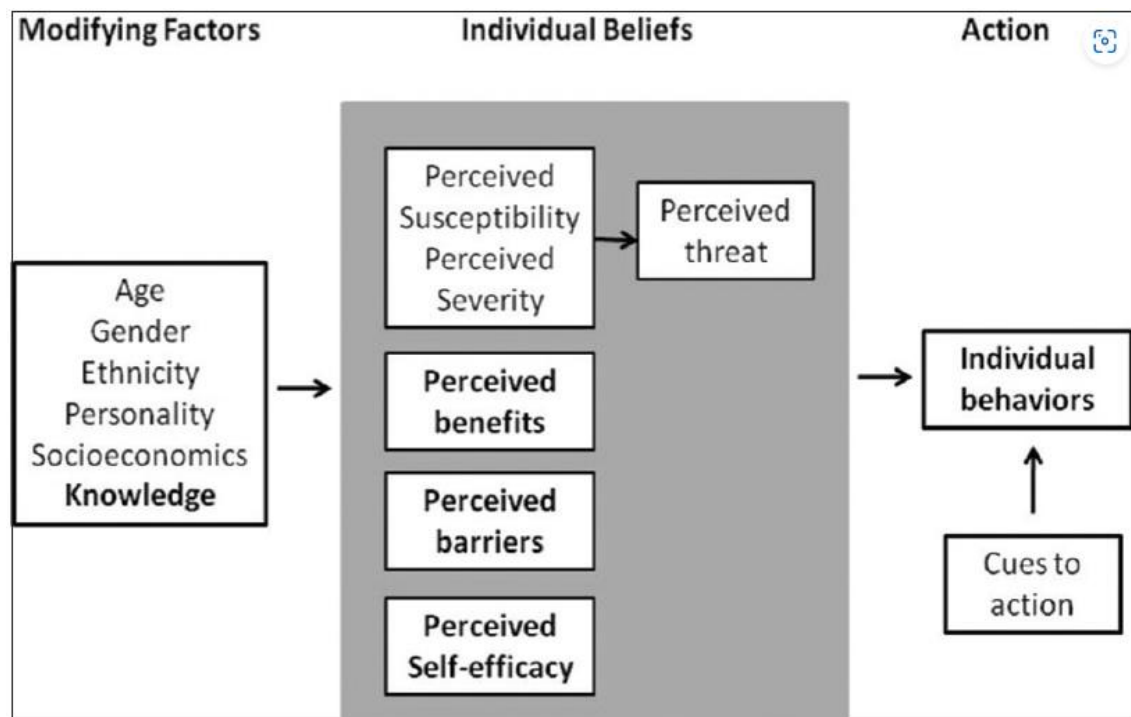 Modifying Factors
Individual Beliefs
Action
Age
Gender
Ethnicity
Personality
Socioeconomics
Knowledge
Perceived
Susceptibility
Perceived
Severity
Perceived
threat
Perceived
benefits
Perceived
barriers
Perceived
Self-efficacy
Individual
behaviors
Cues to
action